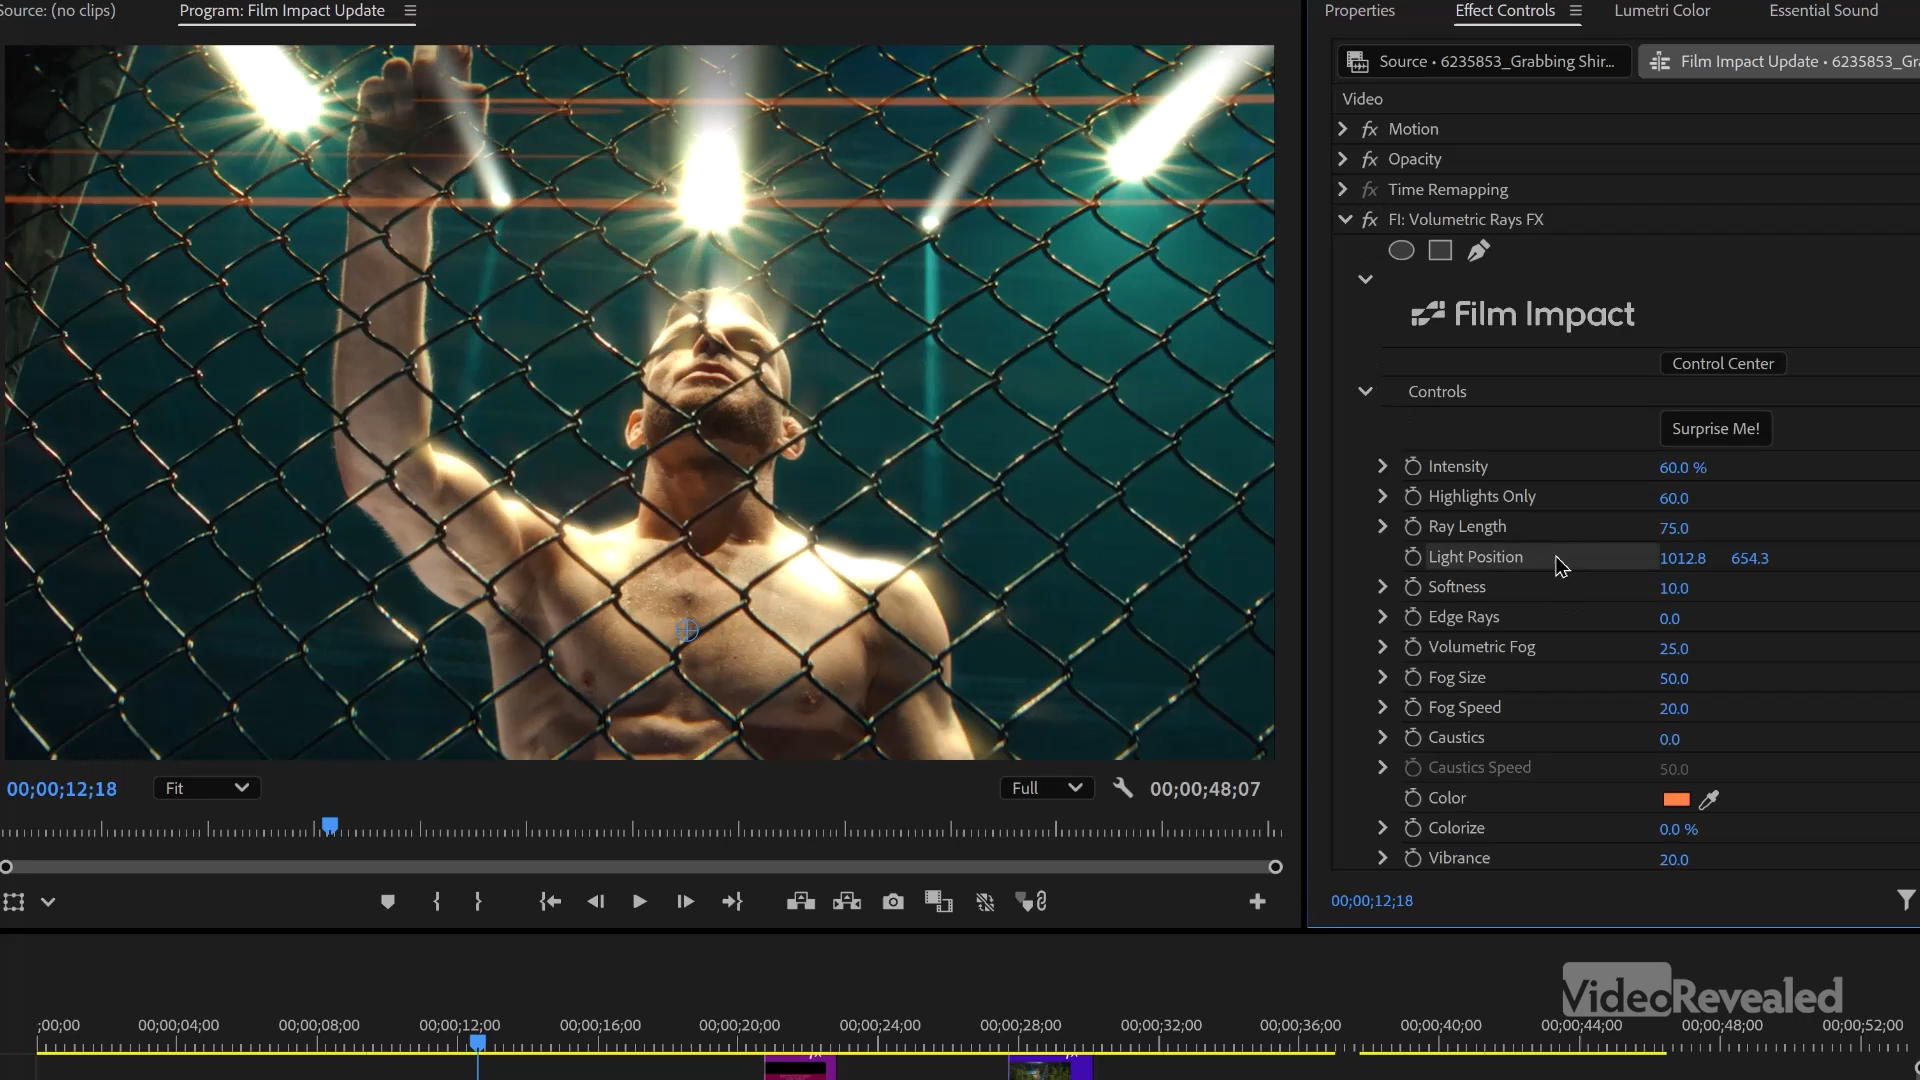 Source: (no clips)
Program: Film Impact Update
Properties
Effect Controls
Lumetri Color
Essential Sound
Source • 6235853_Grabbing Shir...
Film Impact Update • 6235853_Gra
Video
fx Motion
fx Opacity
fx Time Remapping
fx FI: Volumetric Rays FX
Film Impact
Control Center
Controls
Surprise Me!
Intensity 60.0 %
Highlights Only 60.0
Ray Length 75.0
Light Position 1012.8 654.3
Softness 10.0
Edge Rays 0.0
Volumetric Fog 25.0
Fog Size 50.0
Fog Speed 20.0
Caustics 0.0
Caustics Speed 50.0
Color
Colorize 0.0 %
Vibrance 20.0
00;00;12;18
00;00;12;18
Fit
Full
00;00;48;07
VideoRevealed
;00;00
00;00;04;00
00;00;08;00
00;00;12;00
00;00;16;00
00;00;20;00
00;00;24;00
00;00;28;00
00;00;32;00
00;00;36;00
00;00;40;00
00;00;44;00
00;00;48;00
00;00;52;00